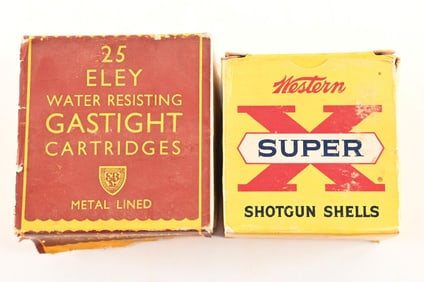 25
ELEY
WATER RESISTING
GASTIGHT
CARTRIDGES
METAL LINED
Western
SUPER X
SHOTGUN SHELLS